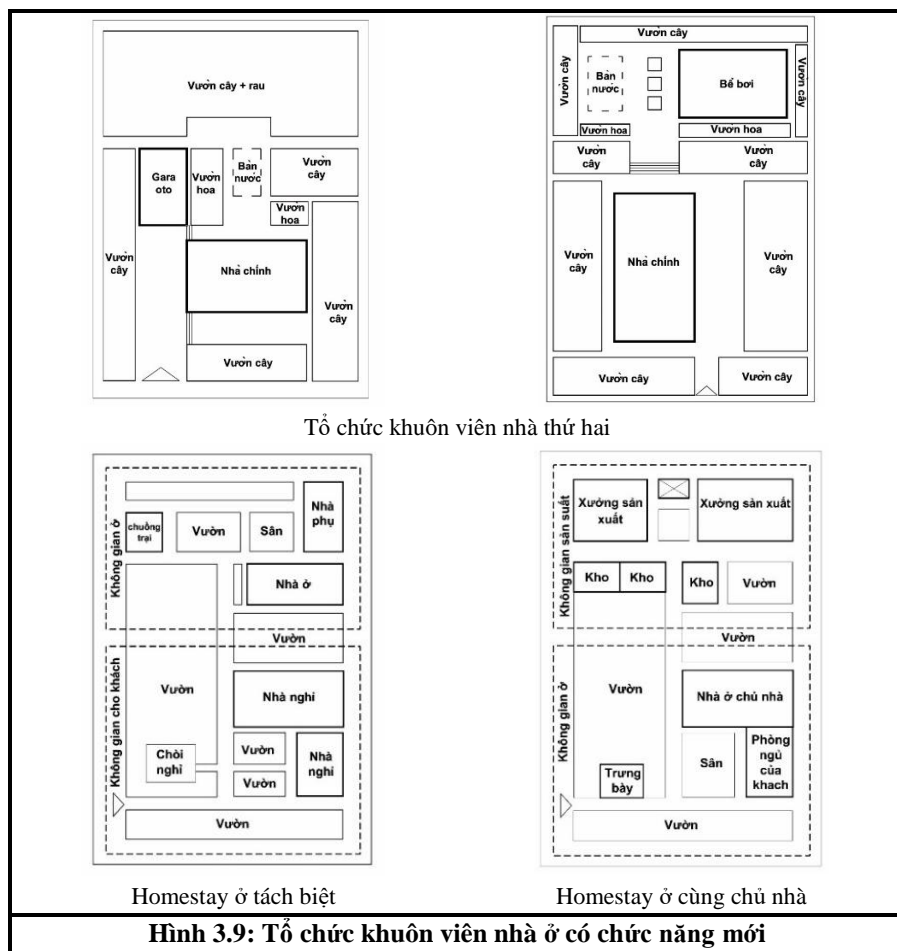 Vườn cây + rau
Gara
oto
Vườn
hoa
Bàn
nước
Vườn
cây
Vườn
hoa
Vườn
cây
Nhà chính
Vườn
cây
Vườn cây
Vườn cây
Vườn cây
Bàn
nước
Bể bơi
Vườn
cây
Vườn hoa
Vườn hoa
Vườn
cây
Vườn
cây
Vườn
cây
Nhà chính
Vườn
cây
Vườn cây
Vườn
cây
Tổ chức khuôn viên nhà thứ hai
Không gian ở
Nhà
phụ
chuồng
trại
Vườn
Sân
Nhà ở
Vườn
Không gian cho khách
Vườn
Nhà nghỉ
Chòi
nghỉ
Vườn
Vườn
Nhà
nghỉ
Vườn
Không gian sản suất
Xưởng sản
xuất
Xưởng sản
xuất
Kho
Kho
Kho
Vườn
Vườn
Không gian ở
Vườn
Nhà ở chủ nhà
Trưng
bày
Sân
Phòng
ngủ
của
khach
Vườn
Homestay ở tách biệt
Homestay ở cùng chủ nhà
Hình 3.9: Tổ chức khuôn viên nhà ở có chức năng mới